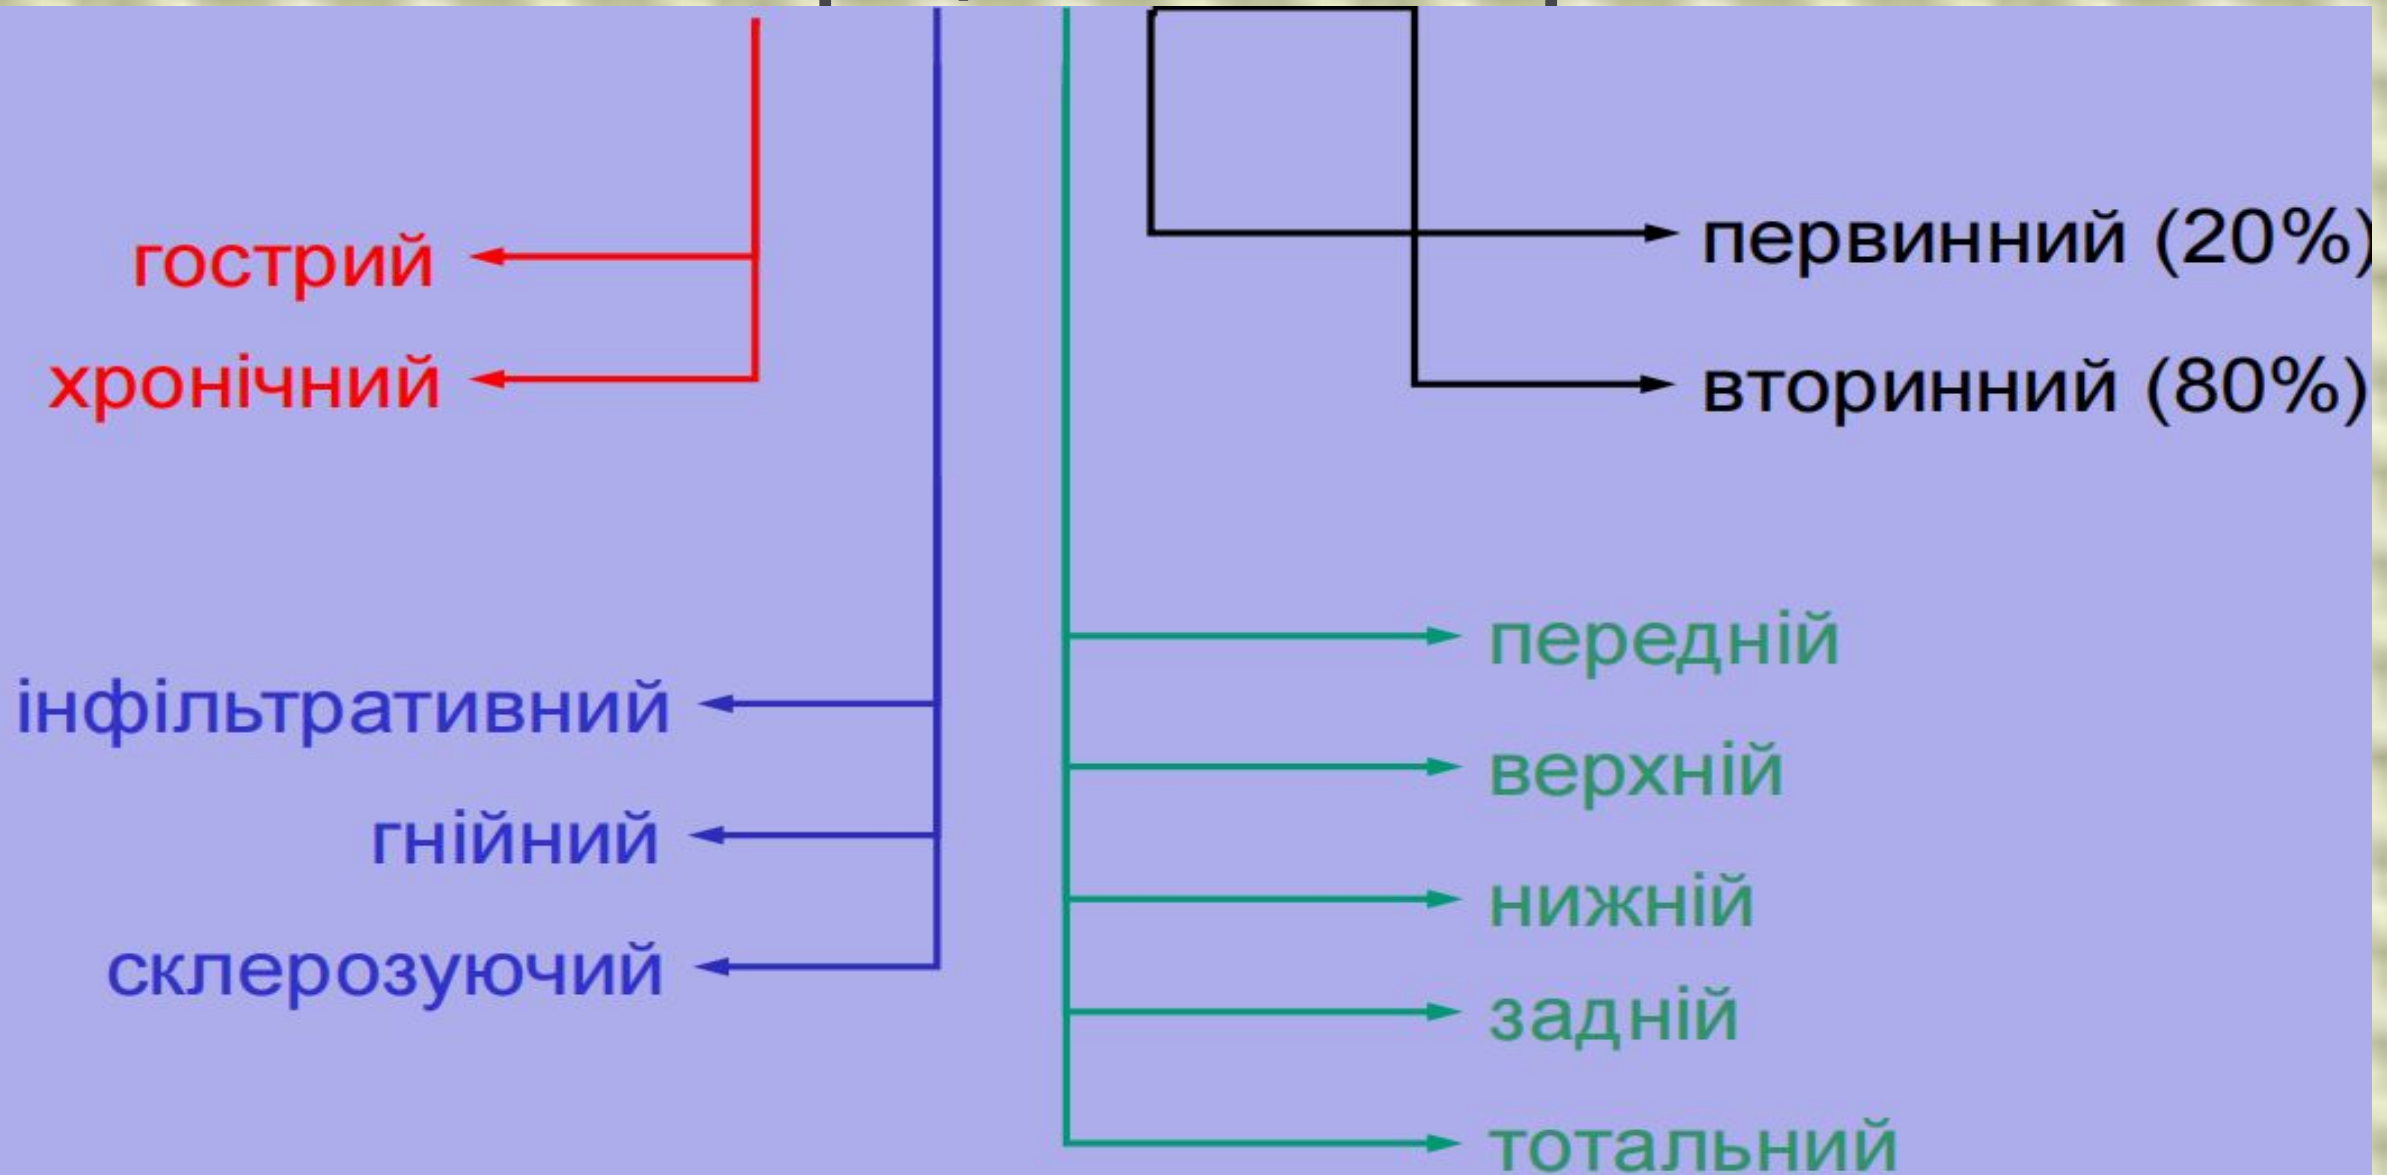 гострий
хронічний
первинний (20%)
вторинний (80%)
інфільтративний
гнійний
склерозуючий
передній
верхній
нижній
задній
тотальний